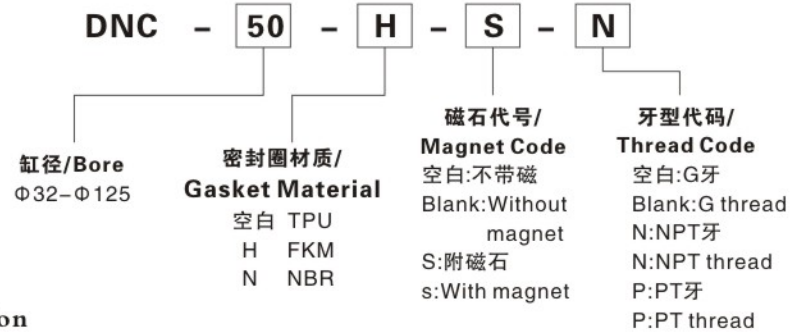 DNC - 50 - H - S - N
缸径/Bore
Φ32-Φ125
密封圈材质/
Gasket Material
空白 TPU
H FKM
N NBR
磁石代号/
Magnet Code
空白:不带磁
Blank:Without
magnet
S:附磁石
s:With magnet
牙型代码/
Thread Code
空白:G牙
Blank:G thread
N:NPT牙
N:NPT thread
P:PT牙
P:PT thread
on